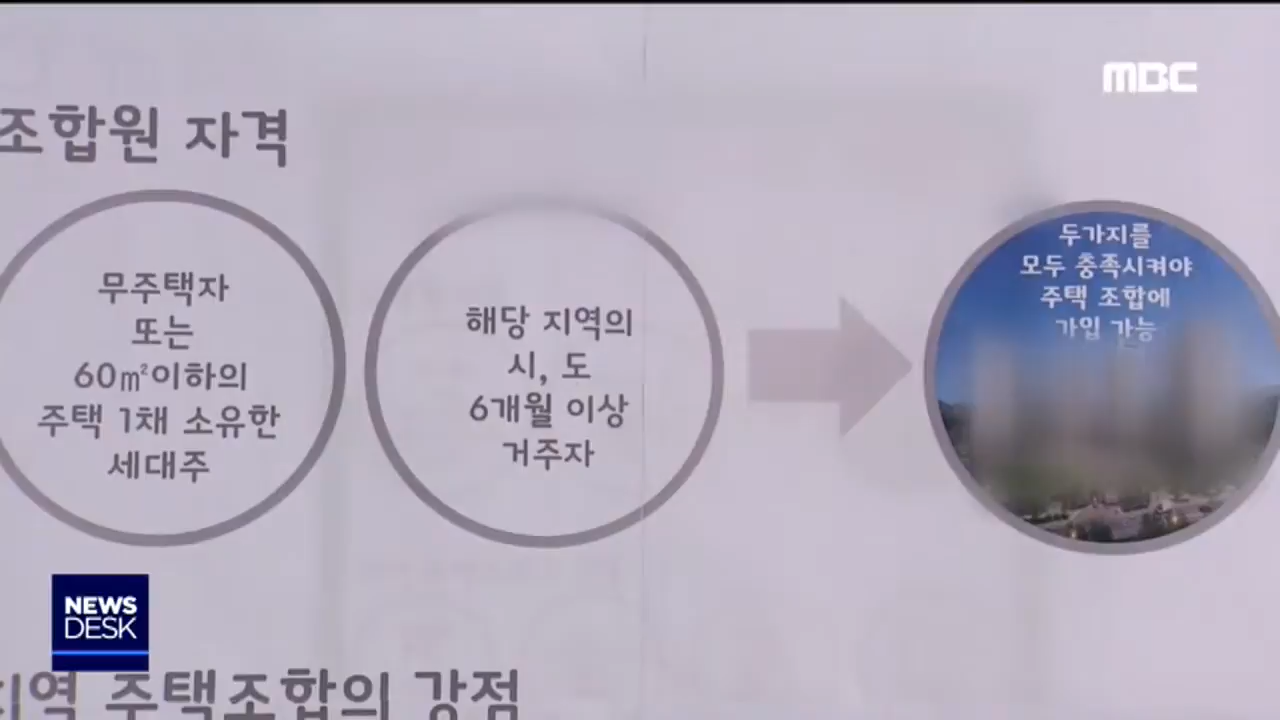 MBC
조합원 자격
무주택자
또는
60㎡이하의
주택 1채 소유한
세대주
해당 지역의
시, 도
6개월 이상
거주자
두가지를
모두 충족시켜야
주택 조합에
가입 가능
NEWS
DESK
지역 주택조합의 강점